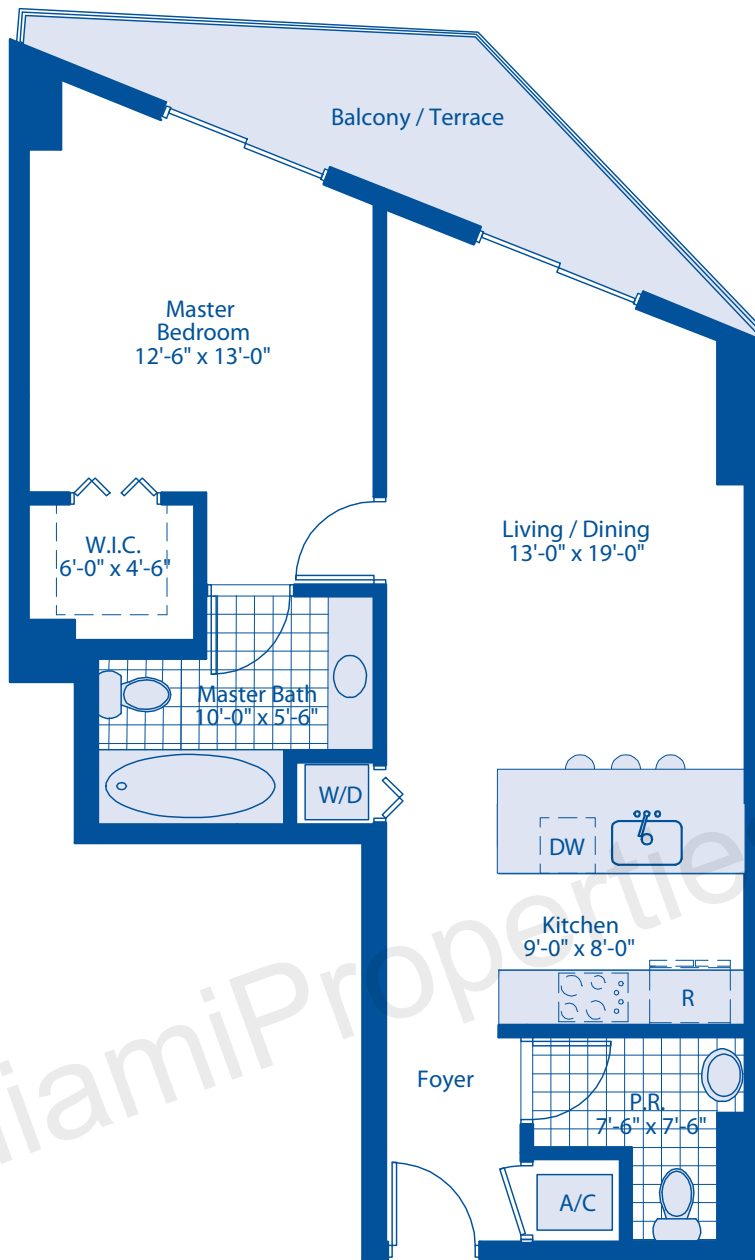 Balcony / Terrace
Master
Bedroom
12'-6" x 13'-0"
W.I.C.
6'-0" x 4'-6"
Living / Dining
13'-0" x 19'-0"
Master Bath
10'-0" x 5'-6"
W/D
DW
Kitchen
9'-0" x 8'-0"
R
Foyer
P.R.
7'-6" x 7'-6"
A/C
iamiProperties